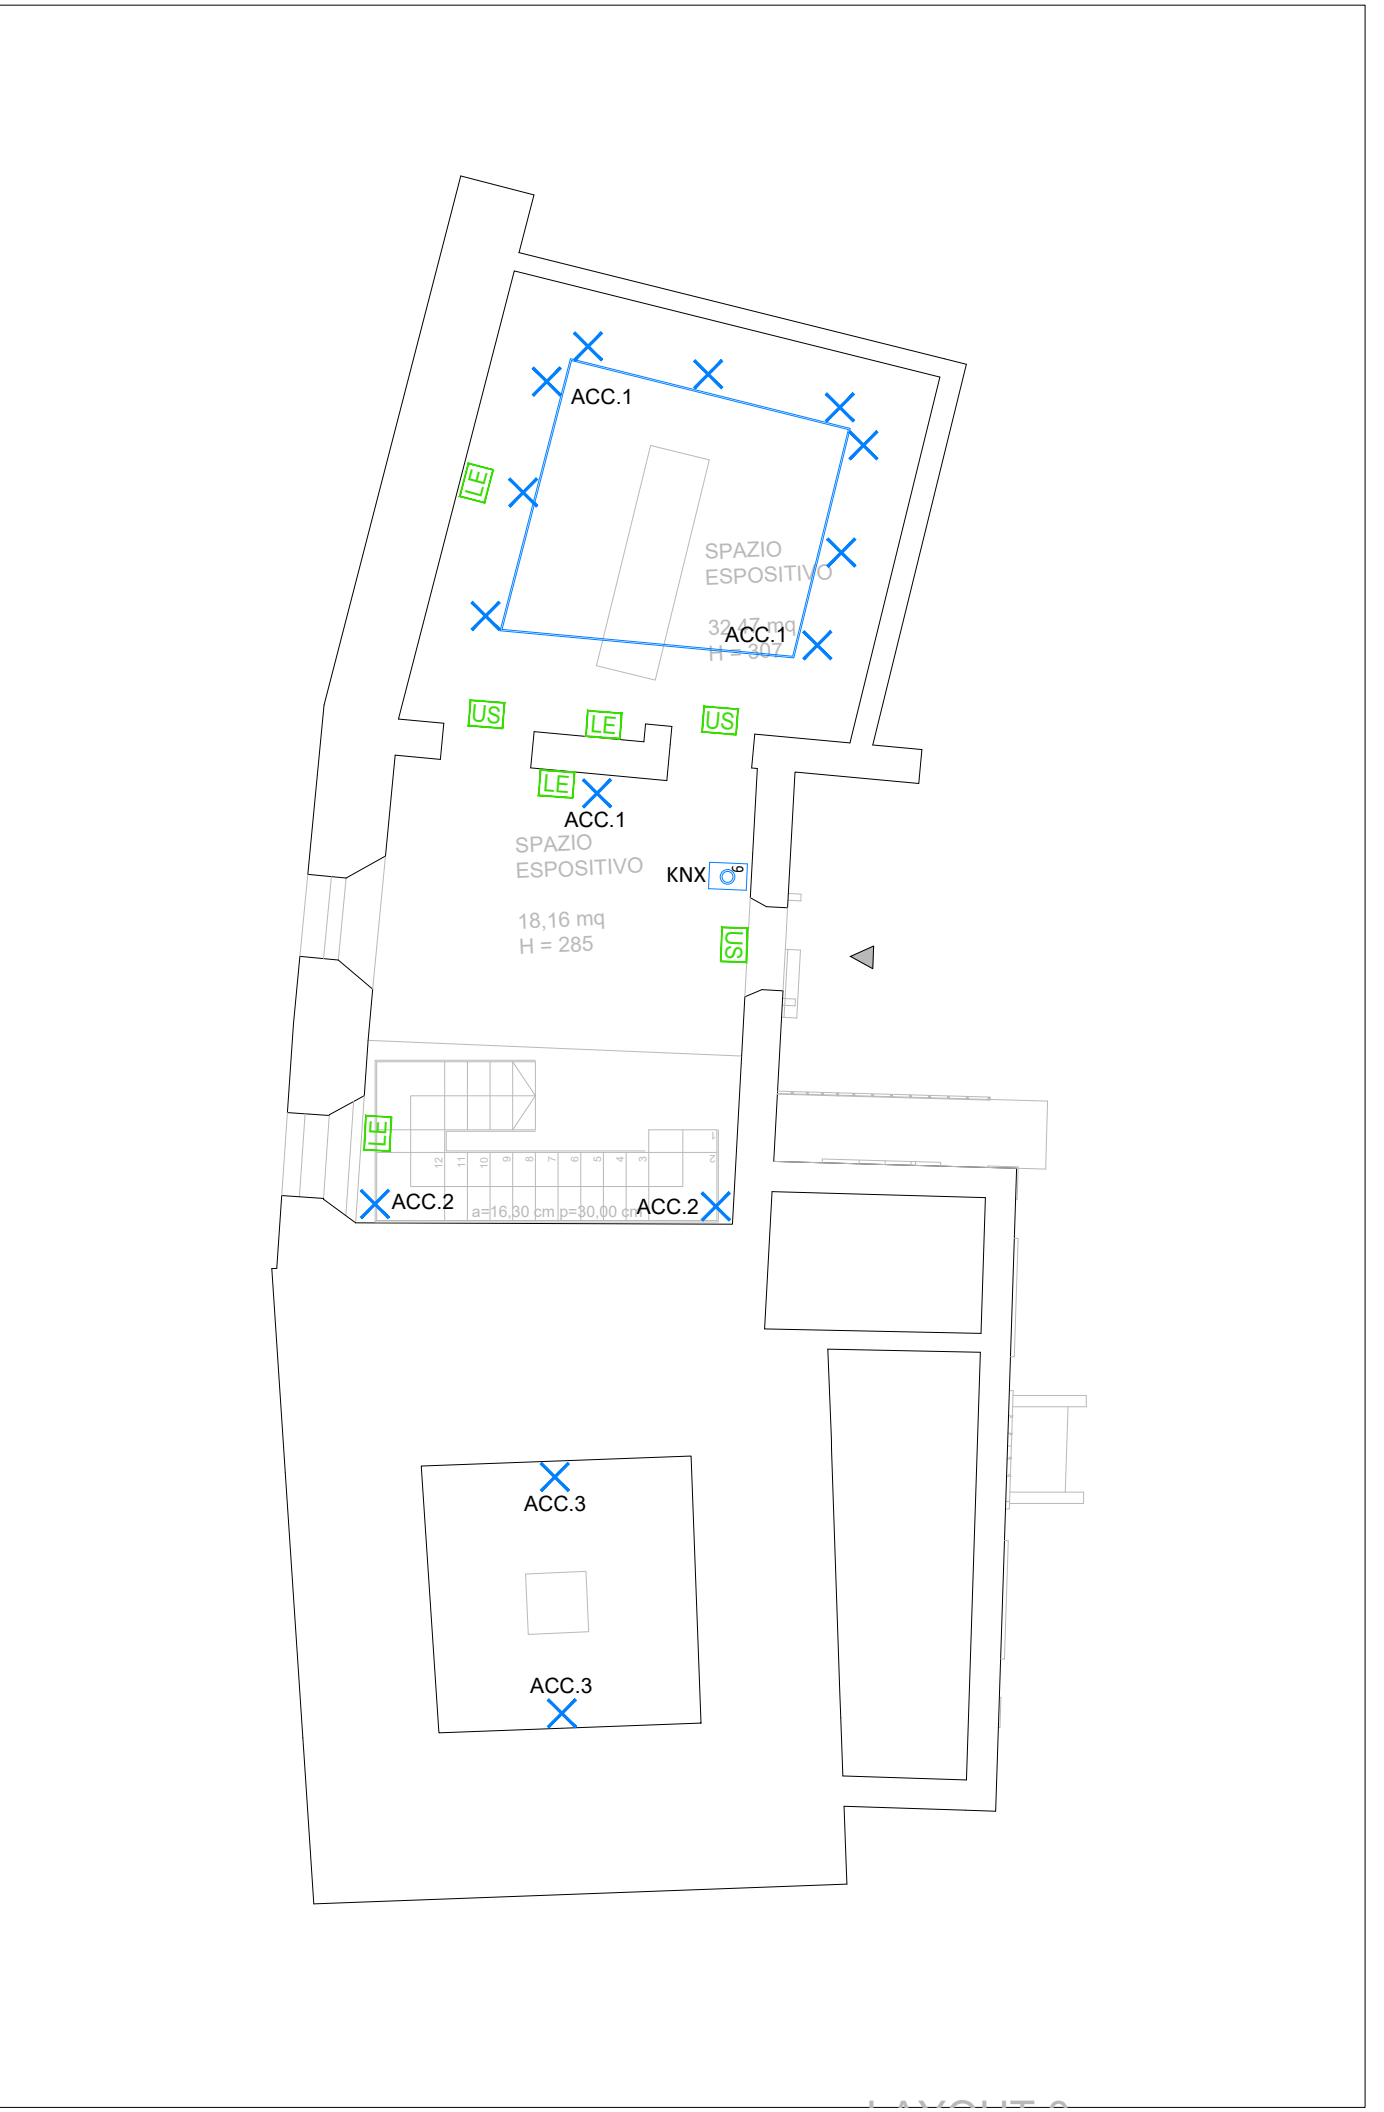 ACC.1
LE
SPAZIO
ESPOSITIVO
32,47 mq
ACC.1
H = 307
US
LE
US
LE
ACC.1
SPAZIO
ESPOSITIVO
KNX
6
18,16 mq
H = 285
US
LE
12
11
10
9
8
7
6
5
4
3
2
1
ACC.2
ACC.2
a=16,30 cm p=30,00 cm
ACC.3
ACC.3
LAYOUT